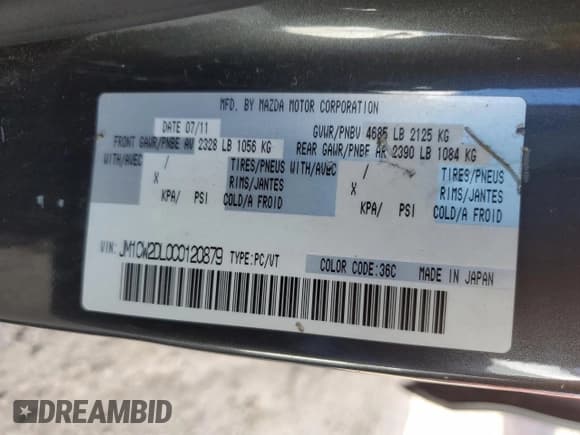 MFD. BY MAZDA MOTOR CORPORATION
DATE 07/11 GVWR/PNBV 4685 LB 2125 KG
FRONT GAWR/PNBE AV 2328 LB 1056 KG REAR GAWR/PNBE AR 2390 LB 1084 KG
WITH/AVEC / TIRES/PNEUS WITH/AVEC / TIRES/PNEUS
X RIMS/JANTES X RIMS/JANTES
KPA/ PSI COLD/A FROID KPA/ PSI COLD/A FROID
VIN: JM1CW2DL0C0120879 TYPE:PC/VT COLOR CODE:36C MADE IN JAPAN
DREAMBID